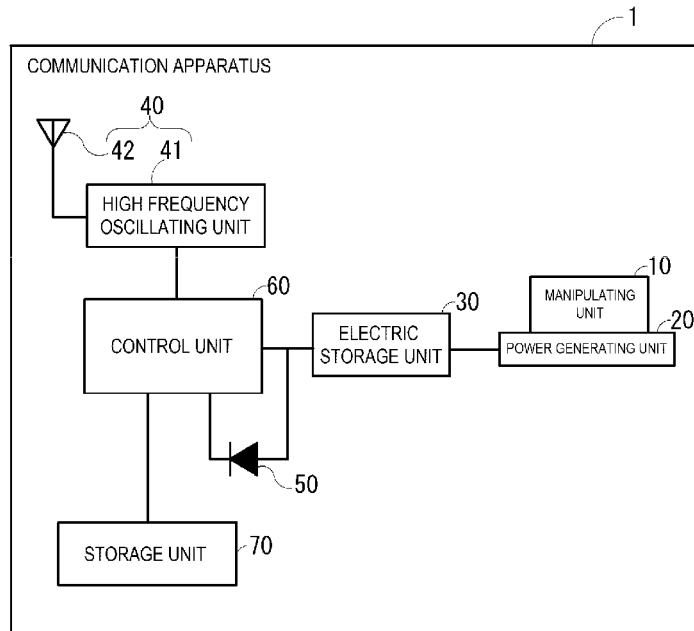 1
COMMUNICATION APPARATUS
40
42
41
HIGH FREQUENCY
OSCILLATING UNIT
60
CONTROL UNIT
30
ELECTRIC
STORAGE UNIT
10
MANIPULATING
UNIT
20
POWER GENERATING UNIT
50
STORAGE UNIT
70